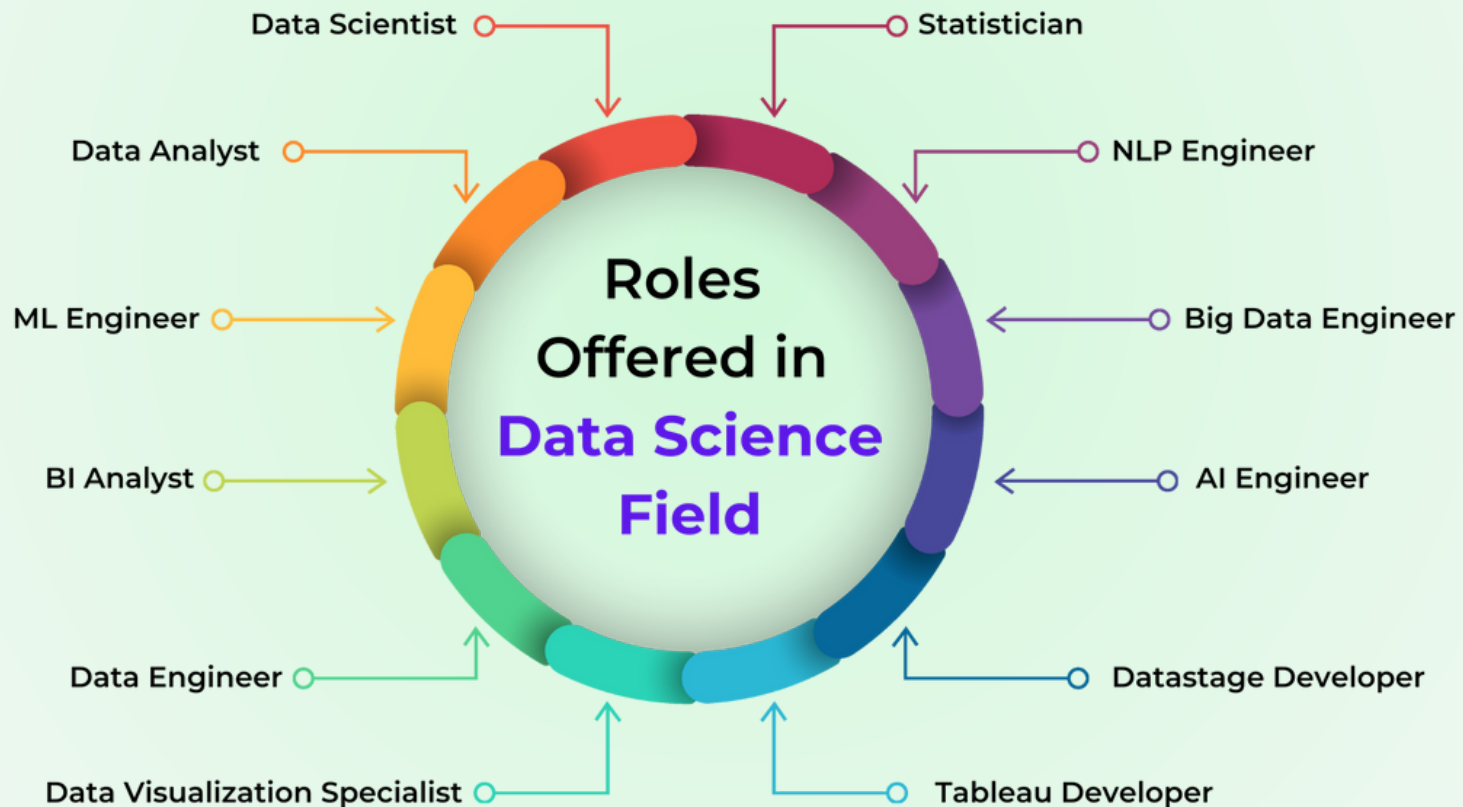 Data Scientist
Statistician
Data Analyst
NLP Engineer
ML Engineer
Big Data Engineer
BI Analyst
AI Engineer
Data Engineer
Datastage Developer
Data Visualization Specialist
Tableau Developer
Roles
Offered in
Data Science
Field